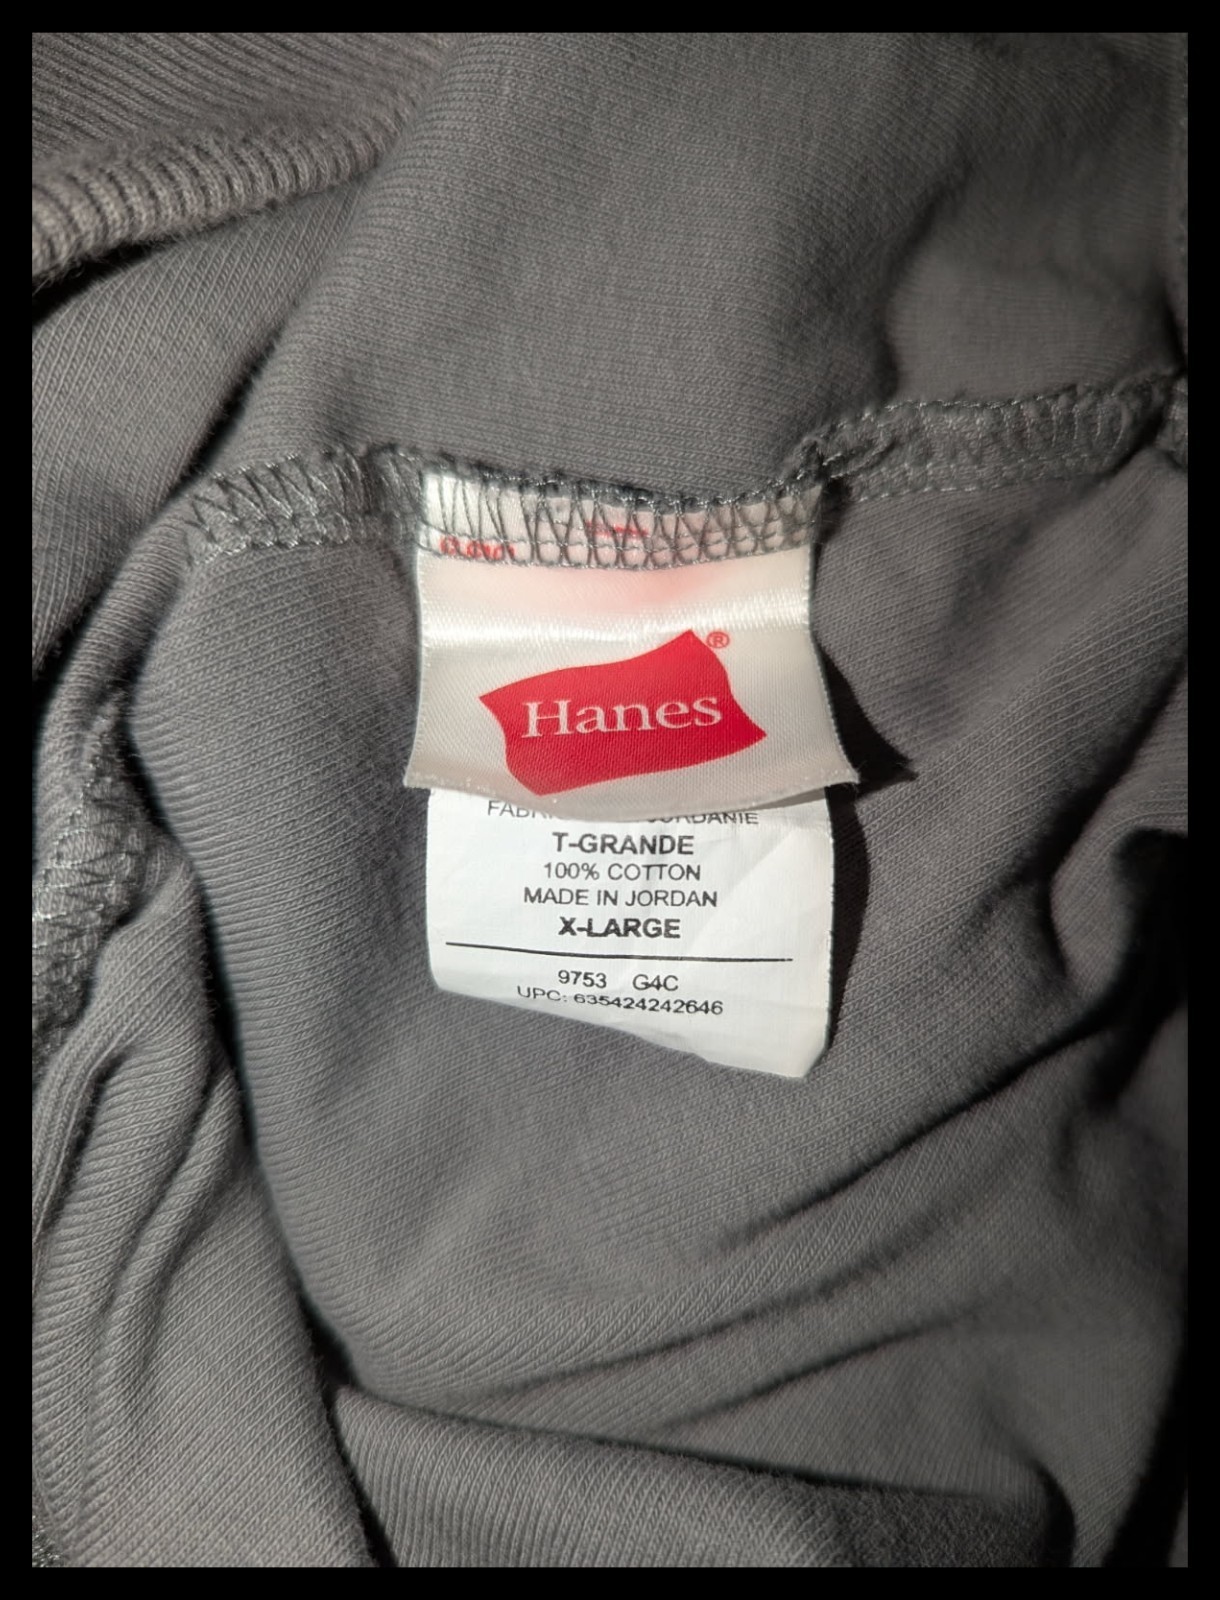 Hanes®
T-GRANDE
100% COTTON
MADE IN JORDAN
X-LARGE
9753 G4C
UPC: 635424242646